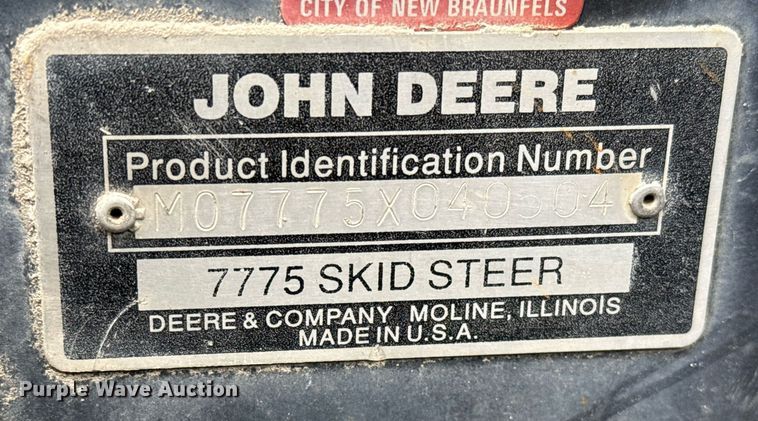 CITY OF NEW BRAUNFELS
JOHN DEERE
Product Identification Number
7775 SKID STEER
DEERE & COMPANY MOLINE, ILLINOIS
MADE IN U.S.A.
Purple Wave Auction